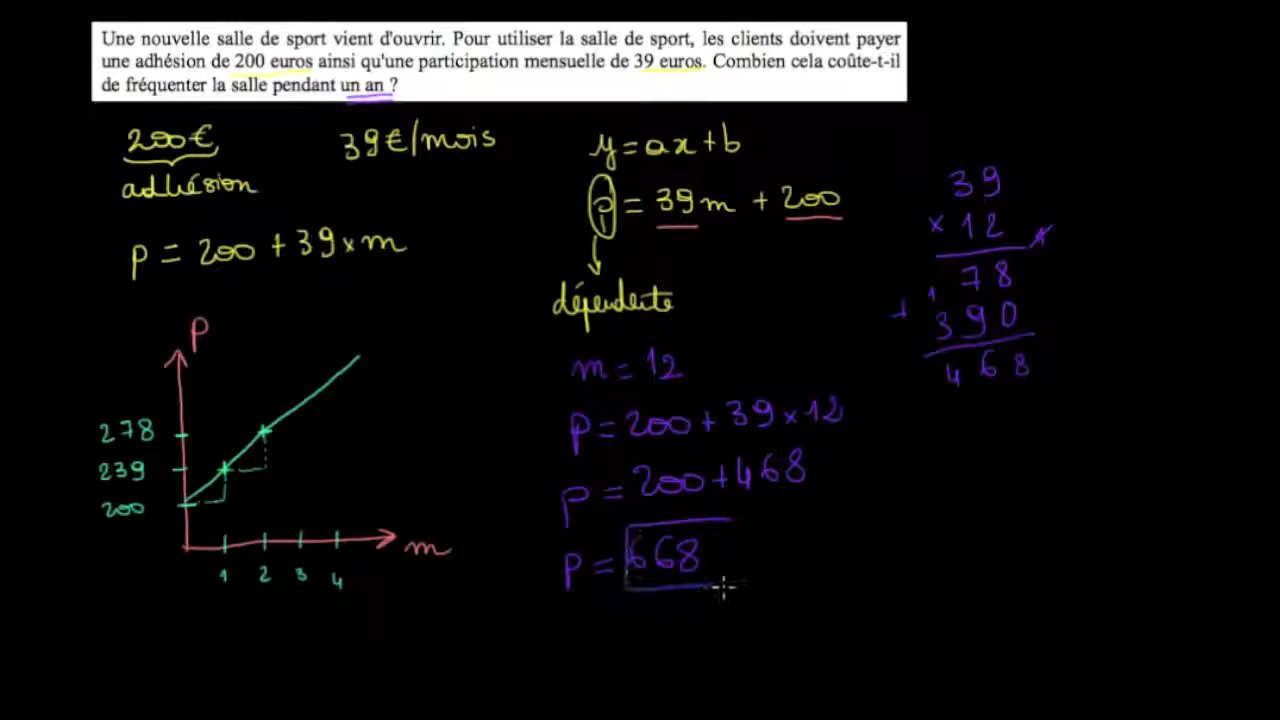 Une nouvelle salle de sport vient d'ouvrir. Pour utiliser la salle de sport, les clients doivent payer
une adhésion de 200 euros ainsi qu'une participation mensuelle de 39 euros. Combien cela coûte-t-il
de fréquenter la salle pendant un an ?
200€
adhésion
39€/mois
p = 200 + 39 × m
y = ax + b
p = 39m + 200
dépendente
m = 12
p = 200 + 39 × 12
p = 200 + 468
p = 668
39
× 12
1
78
+ 390
468
P
278
239
200
m
1 2 3 4